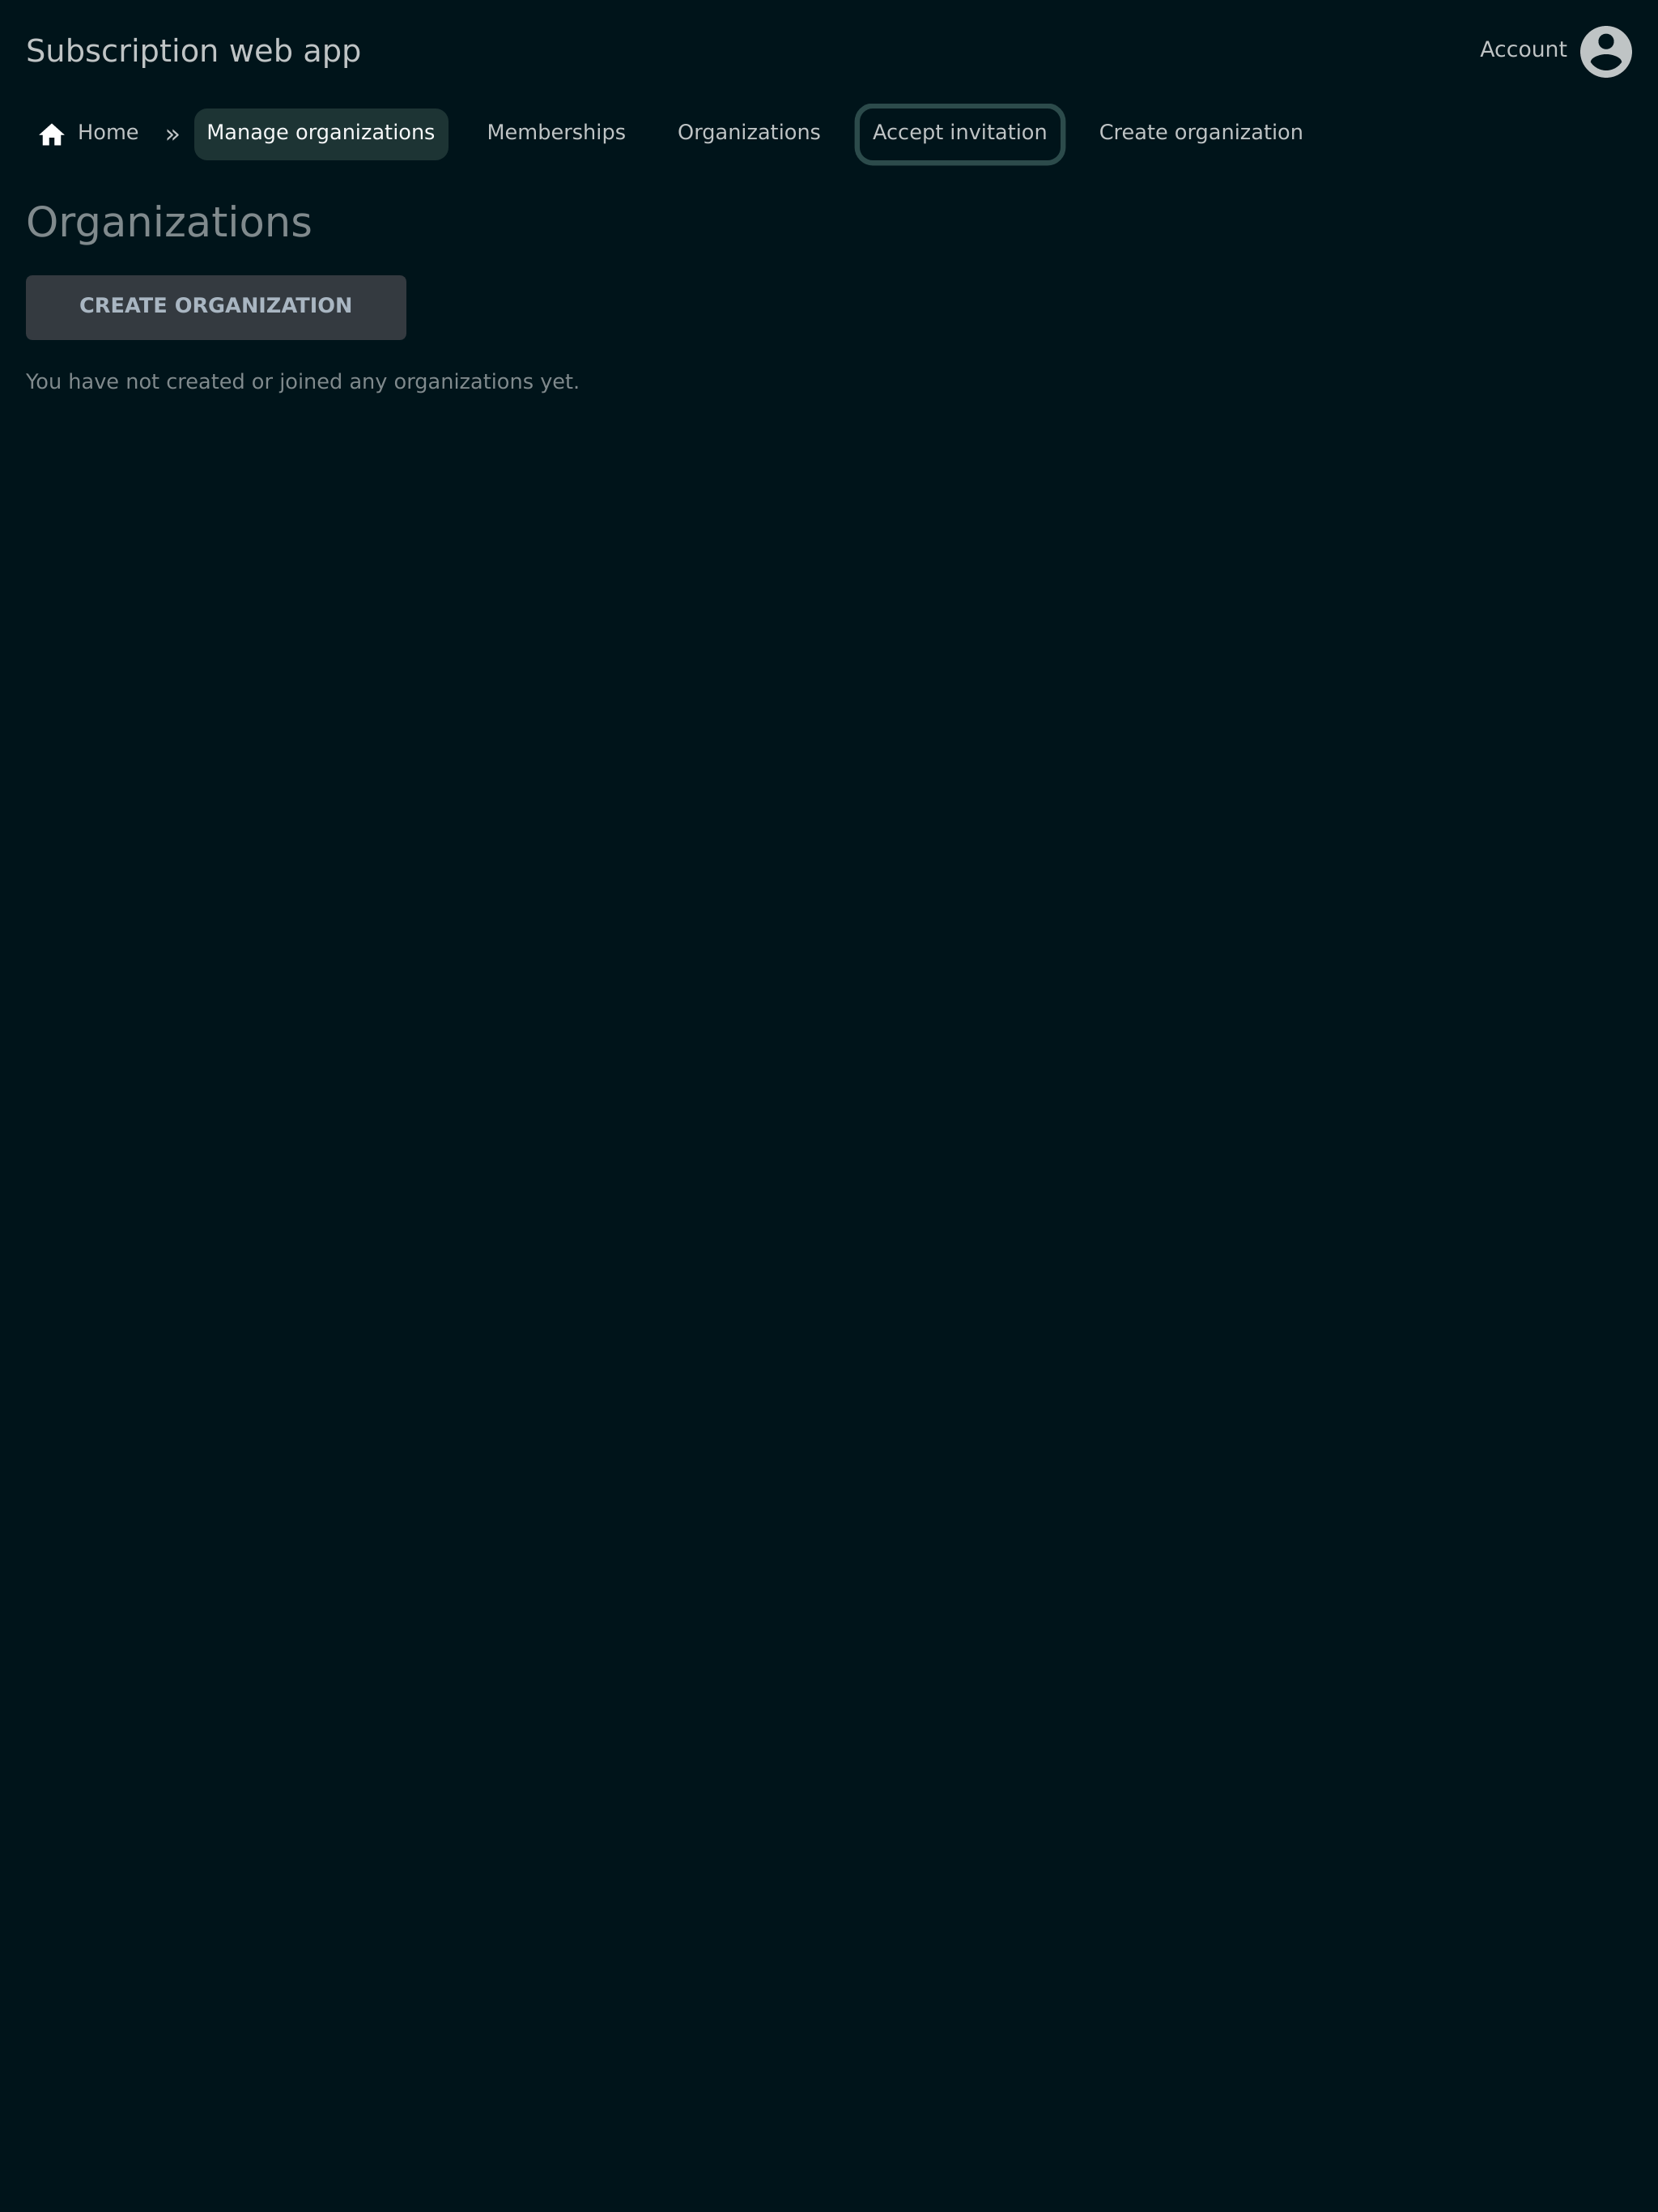 Subscription web app
Account
Home » Manage organizations Memberships Organizations Accept invitation Create organization
Organizations
CREATE ORGANIZATION
You have not created or joined any organizations yet.